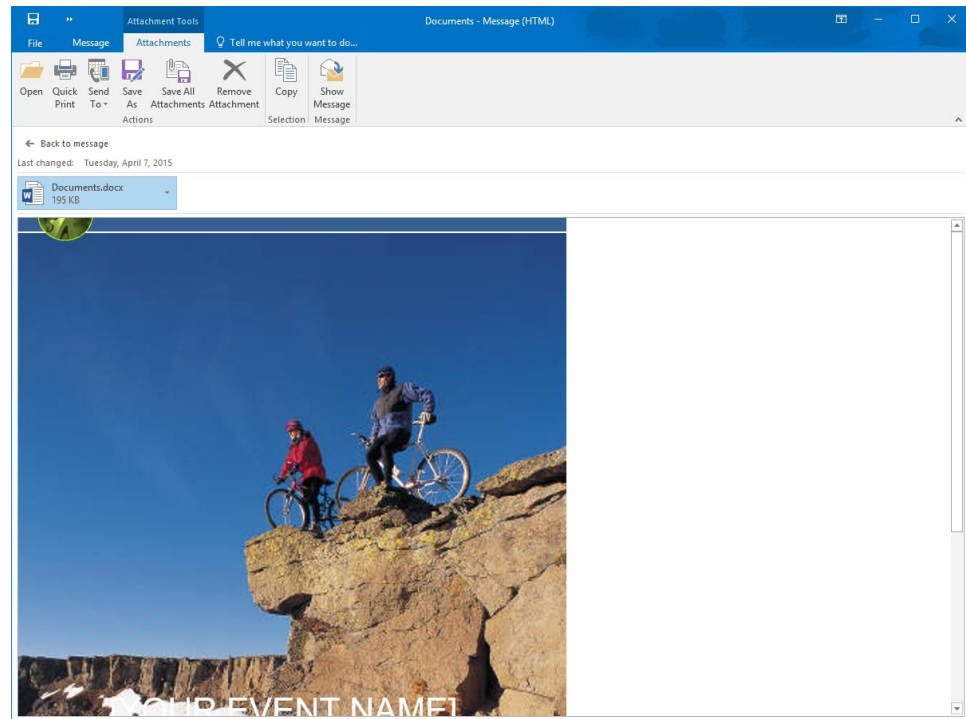 Attachment Tools
Documents - Message (HTML)
File Message Attachments Tell me what you want to do...
Open Quick Print Send To Save As Save All Attachments Remove Attachment Copy Show Message
Actions Selection Message
Back to message
Last changed: Tuesday, April 7, 2015
Documents.docx
195 KB
[YOUR EVENT NAME]